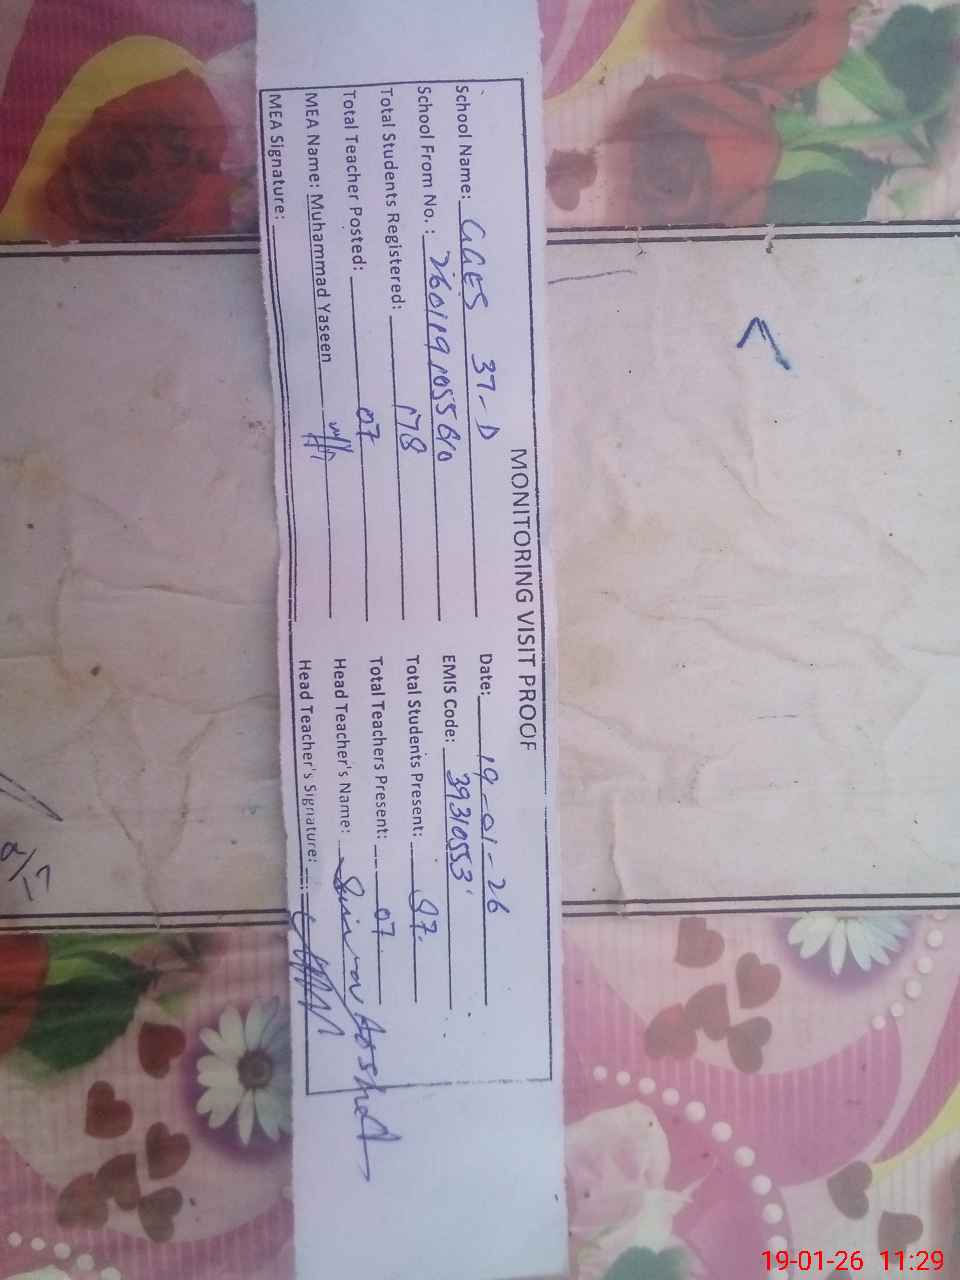 MONITORING VISIT PROOF
School Name: GGES 37-D Date: 19-01-26
School From No.: 2601191055610 EMIS Code: 39310553
Total Students Registered: 178 Total Students Present: 97
Total Teacher Posted: 07 Total Teachers Present: 07
MEA Name: Muhammad Yaseen Head Teacher's Name:
MEA Signature: Head Teacher's Signature:
19-01-26 11:29